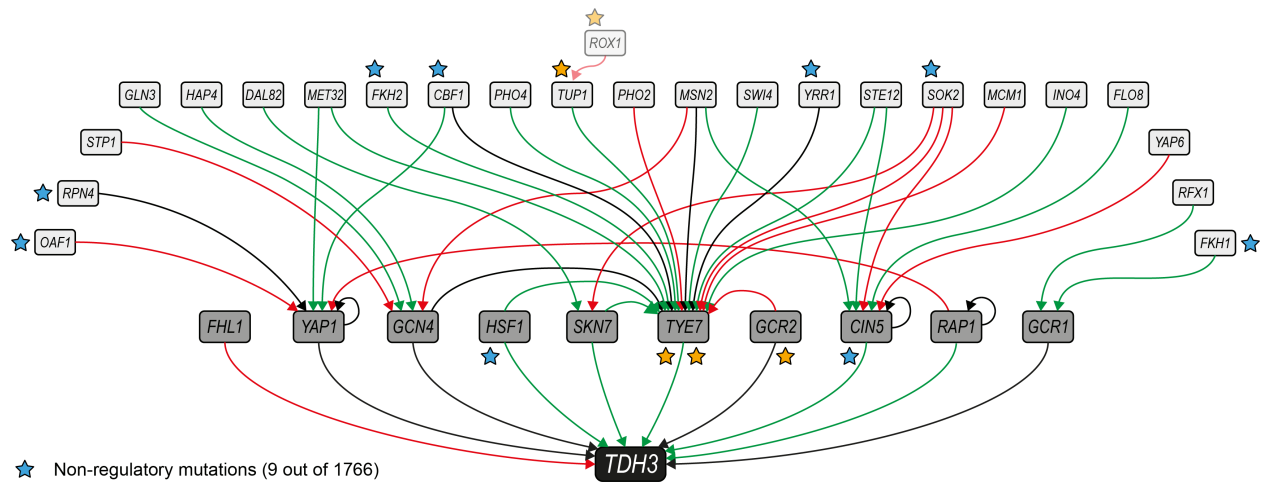 ROX1
GLN3 HAP4 DAL82 MET32 FKH2 CBF1 PHO4 TUP1 PHO2 MSN2 SWI4 YRR1 STE12 SOK2 MCM1 INO4 FLO8
STP1 YAP6
RPN4 RFX1
OAF1 FKH1
FHL1 YAP1 GCN4 HSF1 SKN7 TYE7 GCR2 CIN5 RAP1 GCR1
TDH3
Non-regulatory mutations (9 out of 1766)